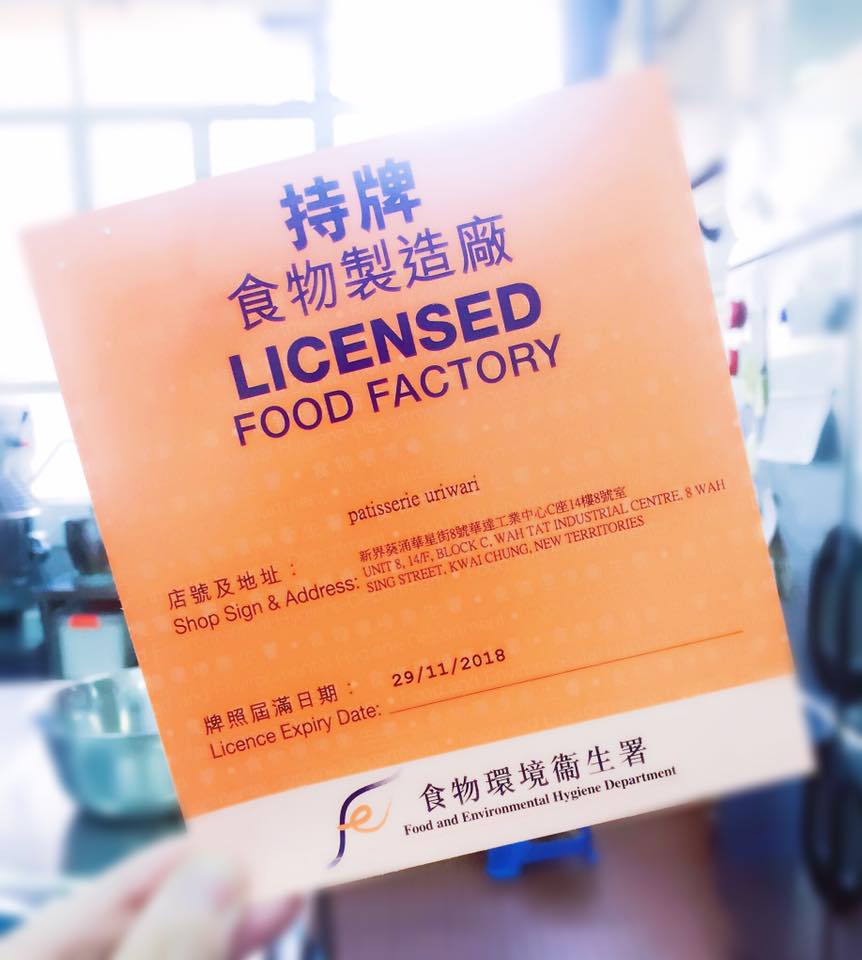 持牌
食物製造廠
LICENSED
FOOD FACTORY
patisserie uriwari
店號及地址：
Shop Sign & Address:
新界葵涌華星街8號華達工業中心C座14樓8號室
UNIT 8, 14/F, BLOCK C, WAH TAT INDUSTRIAL CENTRE, 8 WAH
SING STREET, KWAI CHUNG, NEW TERRITORIES
牌照屆滿日期：
Licence Expiry Date:
29/11/2018
食物環境衞生署
Food and Environmental Hygiene Department